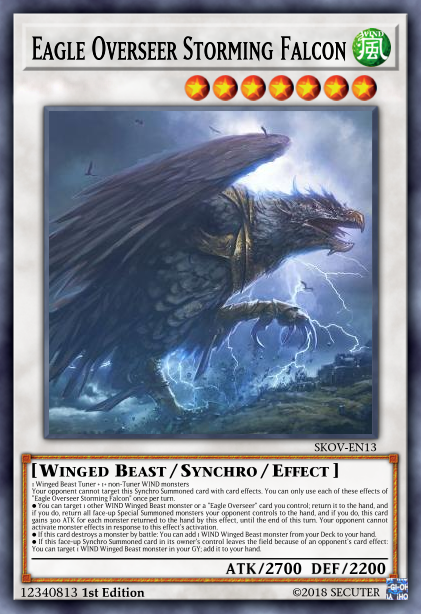 Eagle Overseer Storming Falcon
WIND
風
SKOV-EN13
[Winged Beast/Synchro/Effect]
1 Winged Beast Tuner + 1+ non-Tuner WIND monsters
Your opponent cannot target this Synchro Summoned card with card effects. You can only use each of these effects of
"Eagle Overseer Storming Falcon" once per turn.
● You can target 1 other WIND Winged Beast monster or a "Eagle Overseer" card you control; return it to the hand, and
if you do, return all face-up Special Summoned monsters your opponent controls to the hand, and if you do, this card
gains 300 ATK for each monster returned to the hand by this effect, until the end of this turn. Your opponent cannot
activate monster effects in response to this effect's activation.
● If this card destroys a monster by battle: You can add 1 WIND Winged Beast monster from your Deck to your hand.
● If this face-up Synchro Summoned card in its owner's control leaves the field because of an opponent's card effect:
You can target 1 WIND Winged Beast monster in your GY; add it to your hand.
ATK/2700 DEF/2200
12340813 1st Edition
©2018 SECUTER